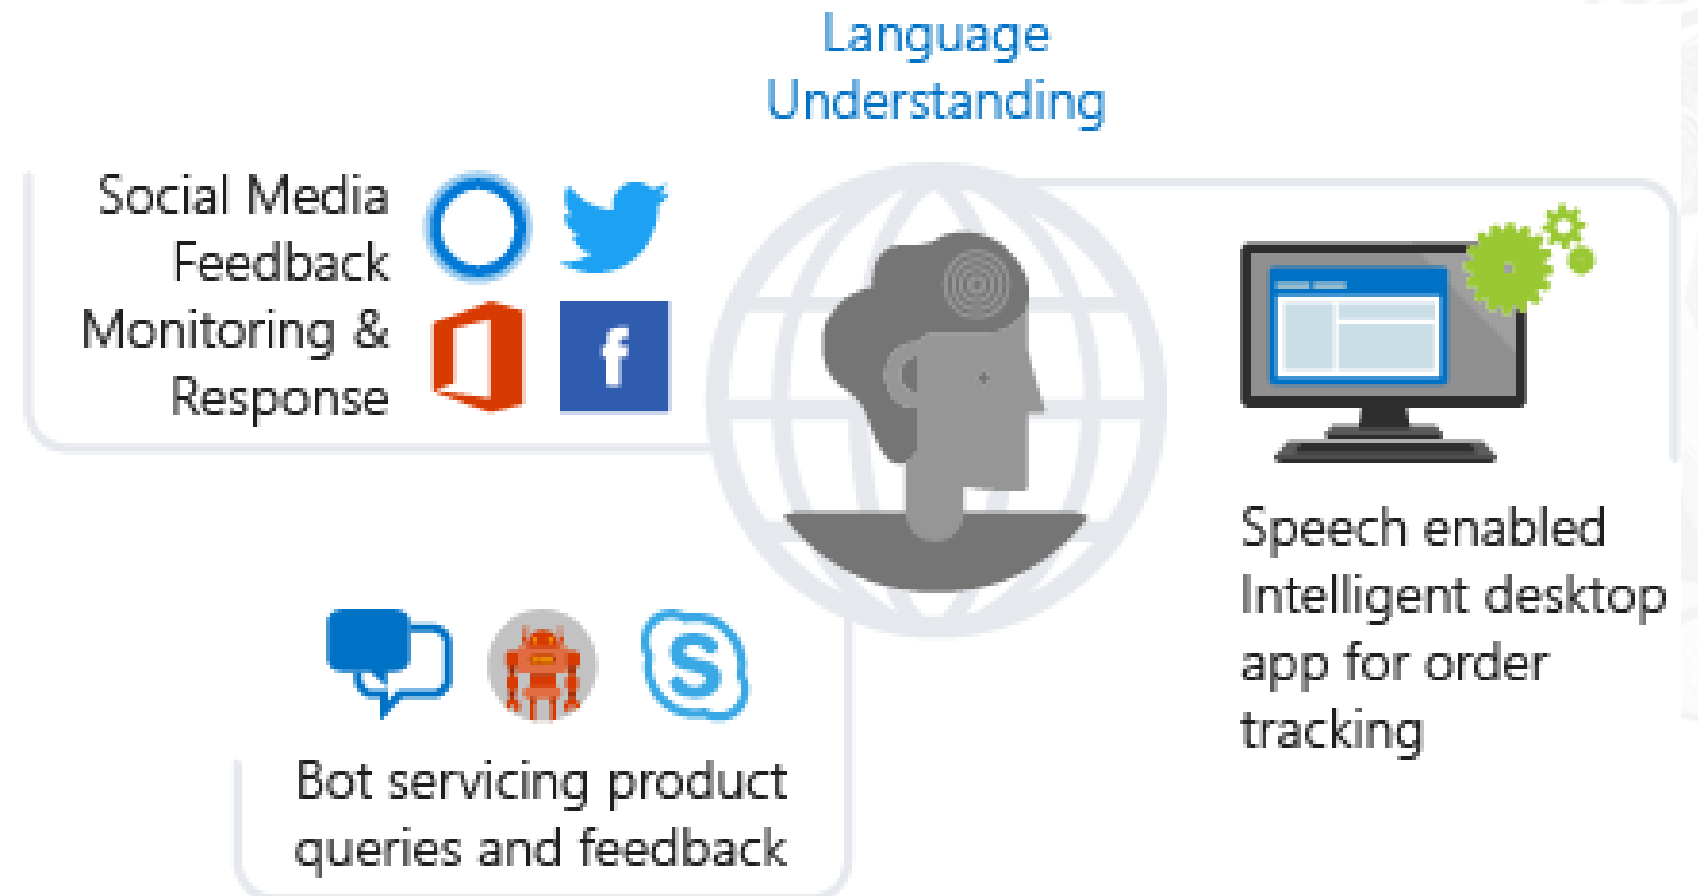 Language
Understanding
Social Media
Feedback
Monitoring &
Response
f
Speech enabled
Intelligent desktop
app for order
tracking
S
Bot servicing product
queries and feedback